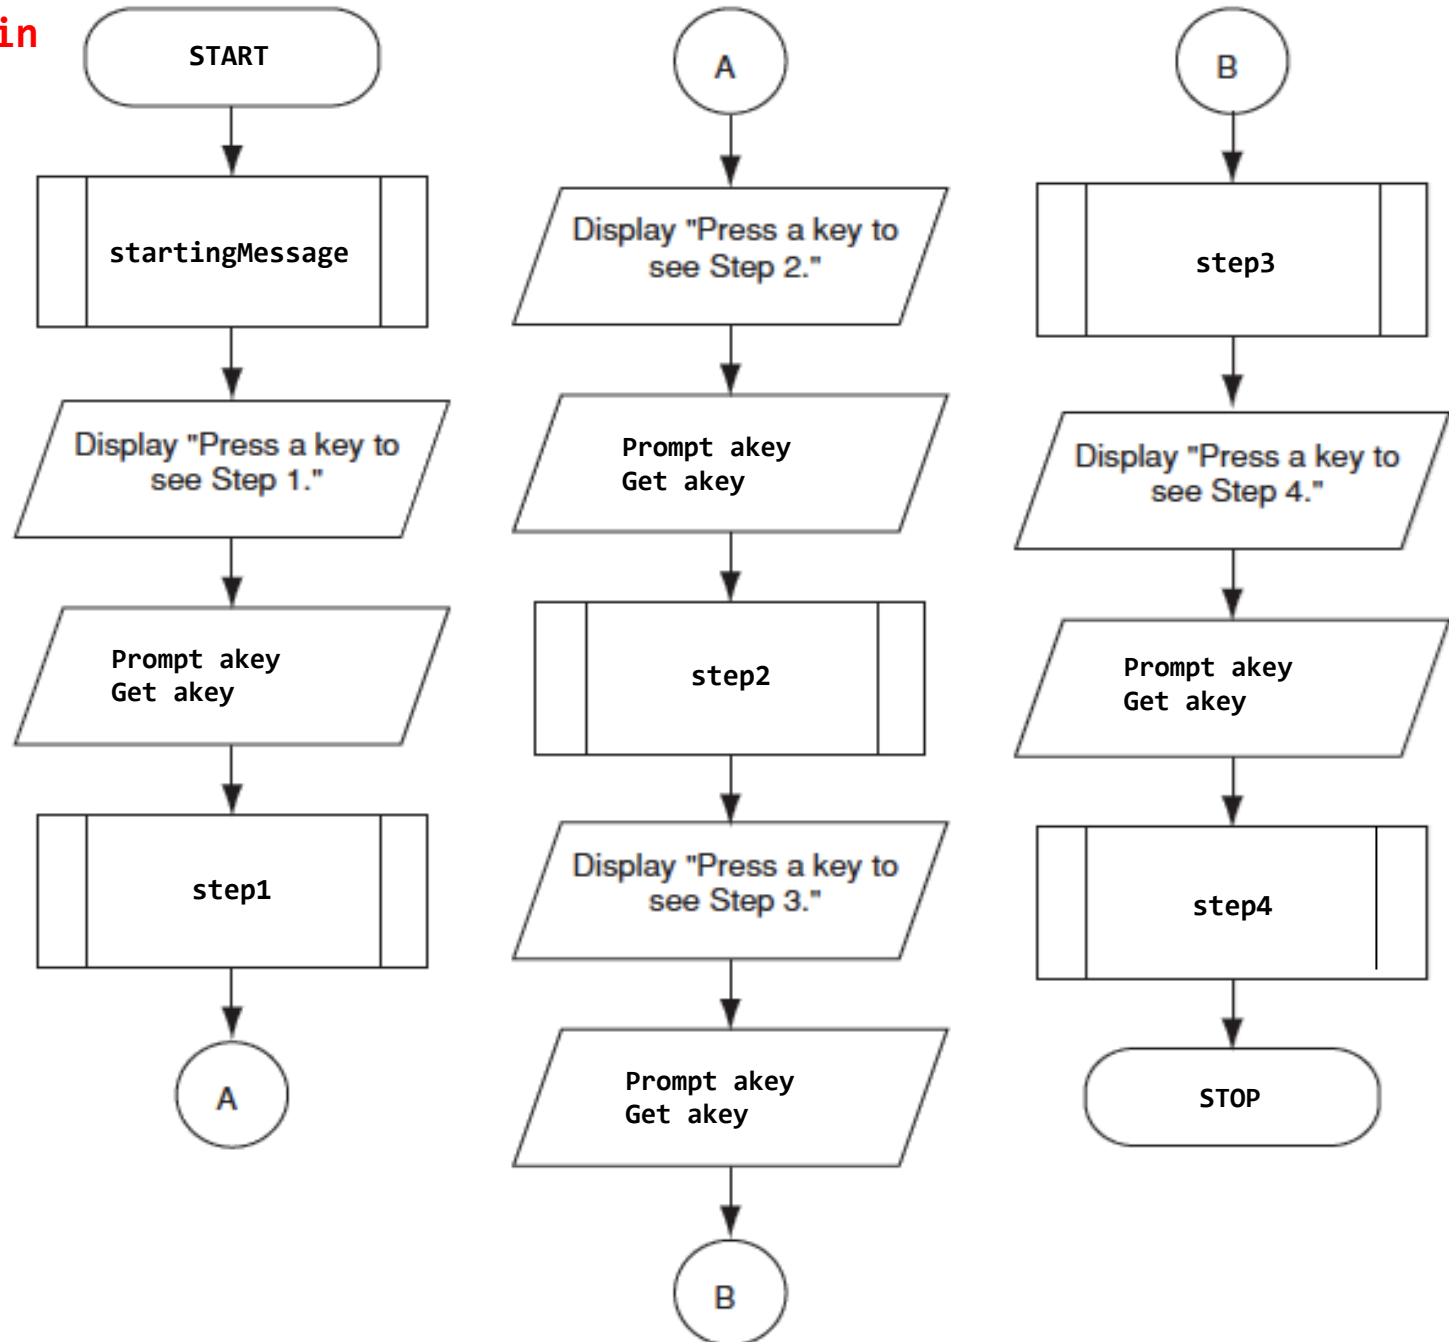 in
START
startingMessage
Display "Press a key to
see Step 1."
Prompt akey
Get akey
step1
A
A
Display "Press a key to
see Step 2."
Prompt akey
Get akey
step2
Display "Press a key to
see Step 3."
Prompt akey
Get akey
B
B
step3
Display "Press a key to
see Step 4."
Prompt akey
Get akey
step4
STOP